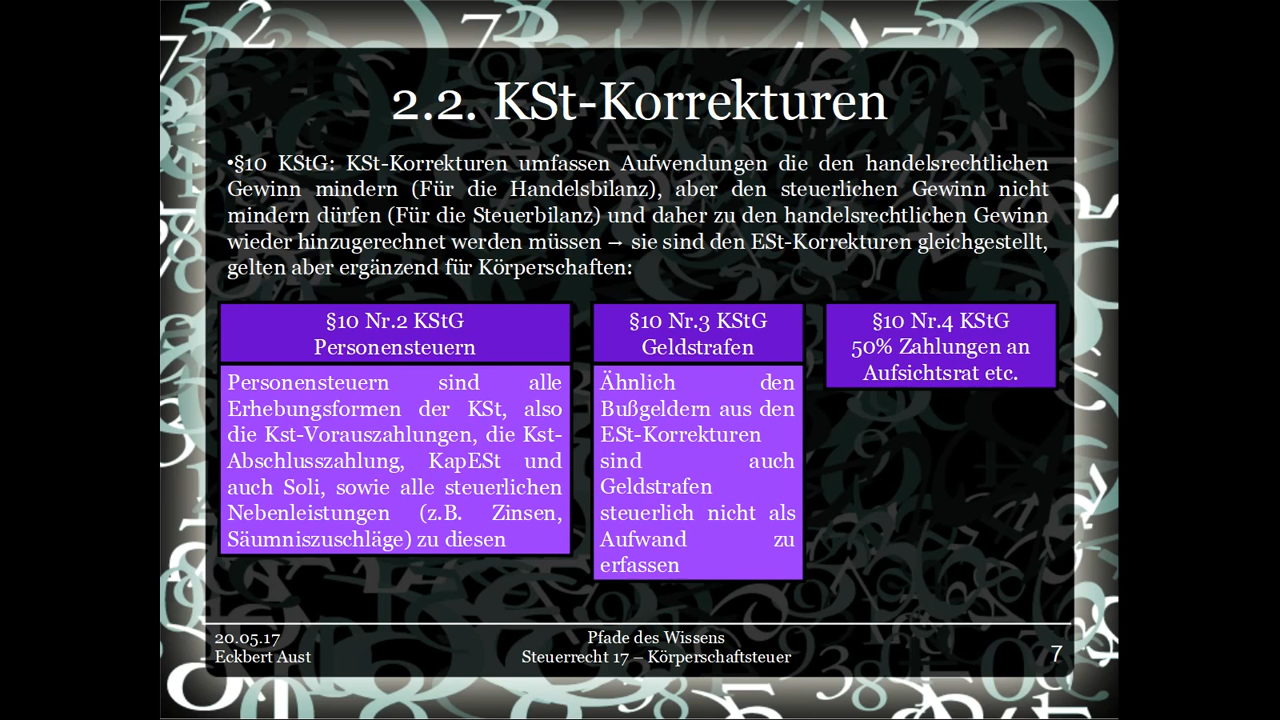 2.2. KSt-Korrekturen
•§10 KStG: KSt-Korrekturen umfassen Aufwendungen die den handelsrechtlichen
Gewinn mindern (Für die Handelsbilanz), aber den steuerlichen Gewinn nicht
mindern dürfen (Für die Steuerbilanz) und daher zu den handelsrechtlichen Gewinn
wieder hinzugerechnet werden müssen → sie sind den ESt-Korrekturen gleichgestellt,
gelten aber ergänzend für Körperschaften:
§10 Nr.2 KStG
Personensteuern
Personensteuern sind alle
Erhebungsformen der KSt, also
die Kst-Vorauszahlungen, die Kst-
Abschlusszahlung, KapESt und
auch Soli, sowie alle steuerlichen
Nebenleistungen (z.B. Zinsen,
Säumniszuschläge) zu diesen
§10 Nr.3 KStG
Geldstrafen
Ähnlich den
Bußgeldern aus den
ESt-Korrekturen
sind auch
Geldstrafen
steuerlich nicht als
Aufwand zu
erfassen
§10 Nr.4 KStG
50% Zahlungen an
Aufsichtsrat etc.
20.05.17
Eckbert Aust
Pfade des Wissens
Steuerrecht 17 – Körperschaftsteuer
7